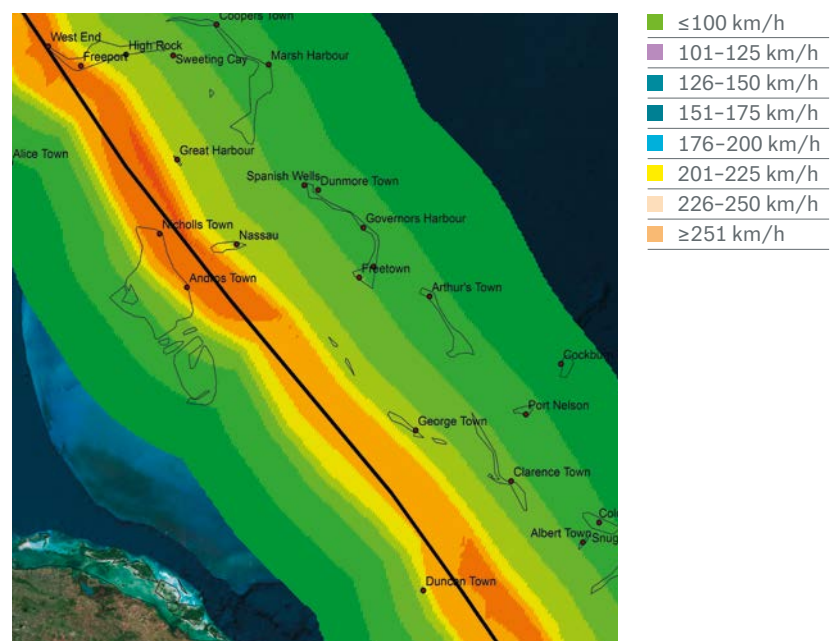 Coopers Town
West End
High Rock
Freeport
Sweeting Cay
Marsh Harbour
Alice Town
Great Harbour
Spanish Wells
Dunmore Town
Governors Harbour
Nicholls Town
Nassau
Freetown
Andros Town
Arthur's Town
Cockbu
Port Nelson
George Town
Clarence Town
Col
Albert Town
Snug
Duncan Town
≤100 km/h
101–125 km/h
126–150 km/h
151–175 km/h
176–200 km/h
201–225 km/h
226–250 km/h
≥251 km/h